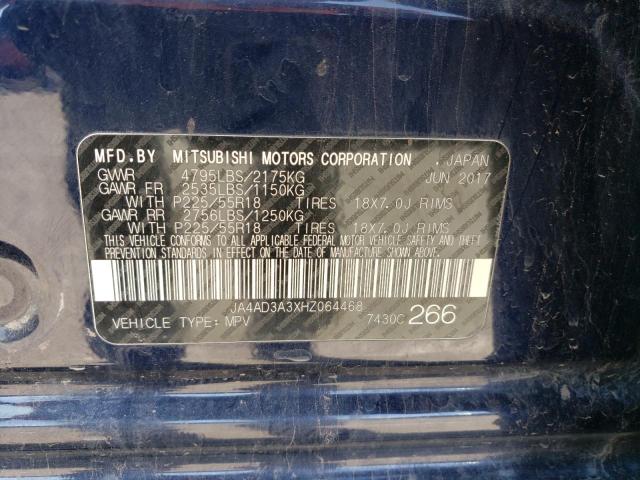 MFD.BY MITSUBISHI MOTORS CORPORATION , JAPAN
GVWR 4795LBS/2175KG JUN 2017
GAWR FR 2535LBS/1150KG
WITH P225/55R18 TIRES 18X7.0J RIMS
GAWR RR 2756LBS/1250KG
WITH P225/55R18 TIRES 18X7.0J RIMS
THIS VEHICLE CONFORMS TO ALL APPLICABLE FEDERAL MOTOR VEHICLE SAFETY AND THEFT
PREVENTION STANDARDS IN EFFECT ON THE DATE OF MANUFACTURE SHOWN ABOVE.
JA4AD3A3XHZ064468
VEHICLE TYPE:MPV 7430C 266